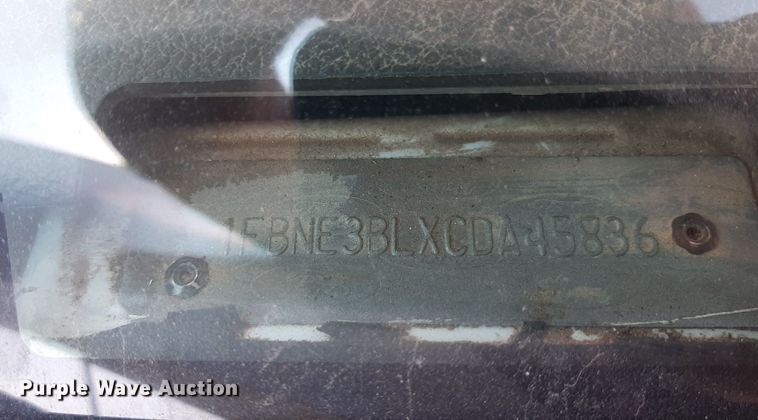 1FBNE3BLXCDA45836
Purple Wave Auction